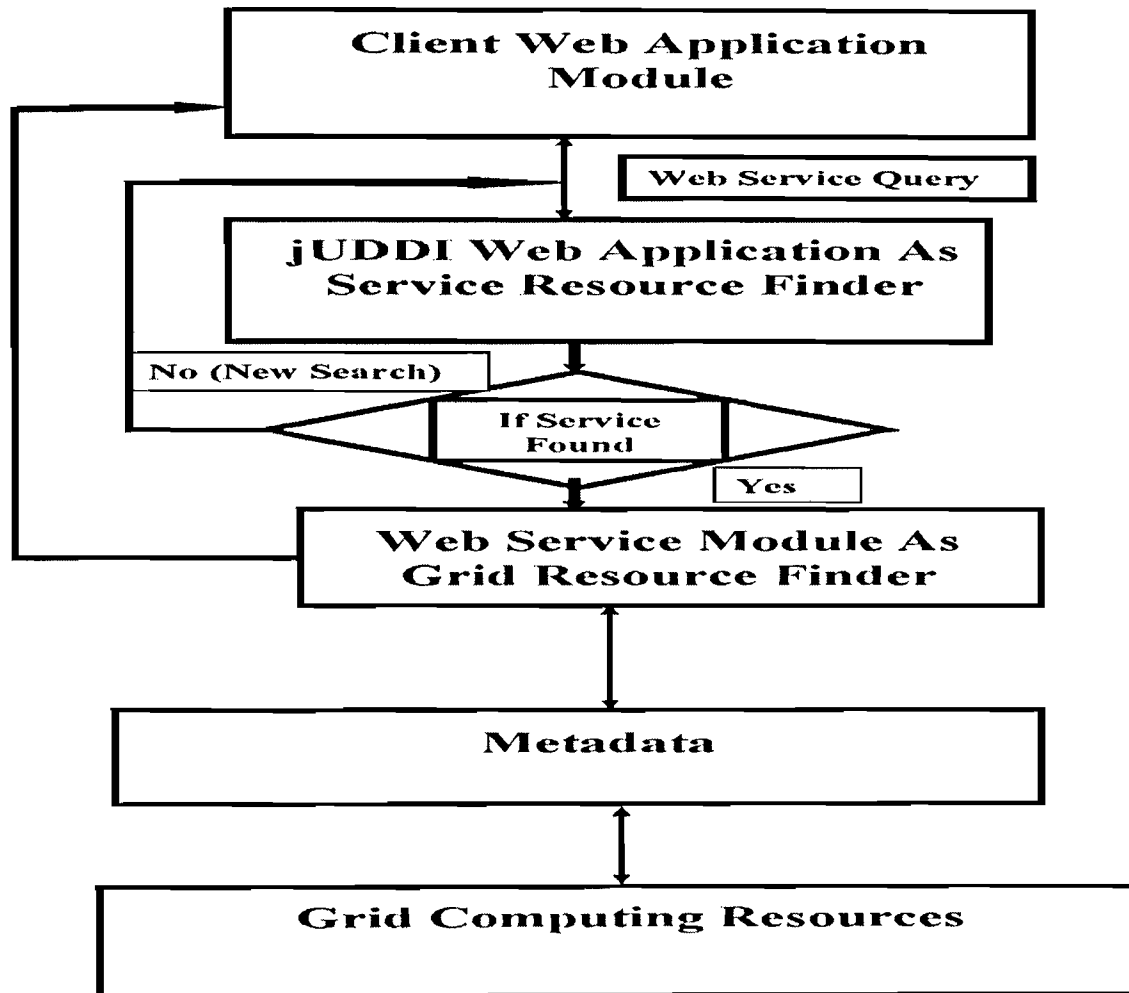 Client Web Application
Module
Web Service Query
jUDDI Web Application As
Service Resource Finder
No (New Search)
If Service
Found
Yes
Web Service Module As
Grid Resource Finder
Metadata
Grid Computing Resources